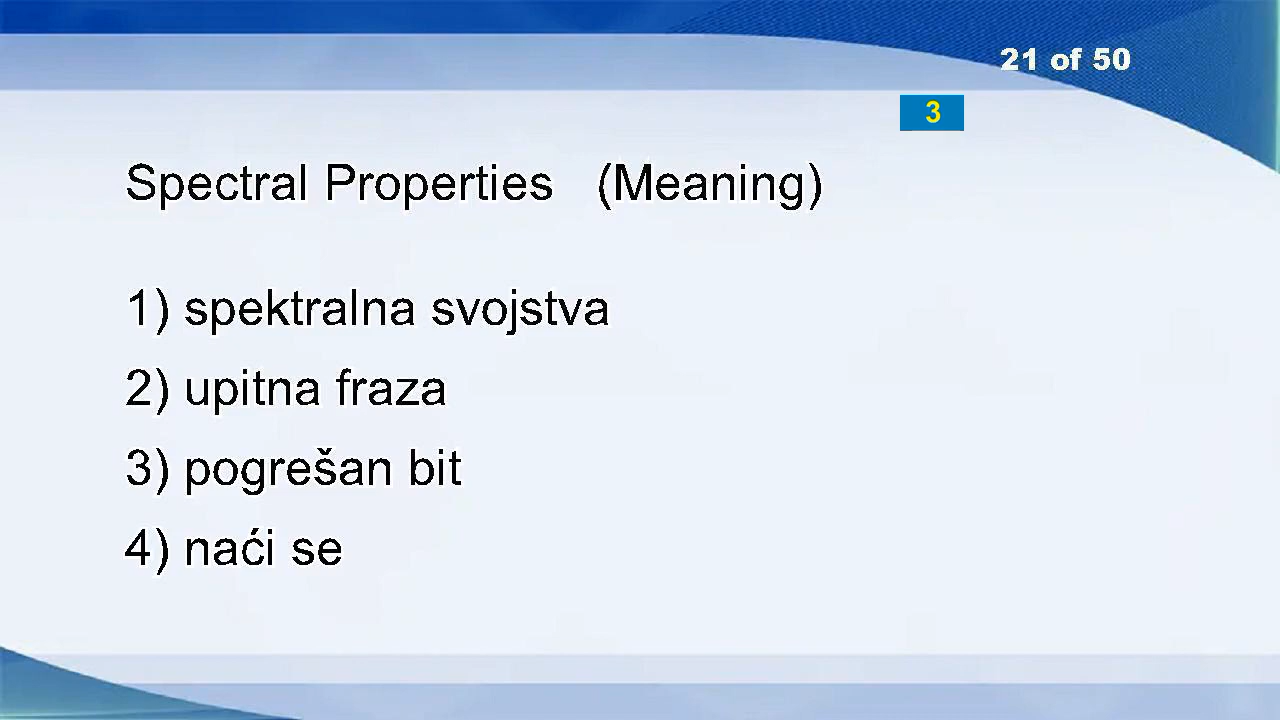 21 of 50
3
Spectral Properties (Meaning)
1) spektralna svojstva
2) upitna fraza
3) pogrešan bit
4) naći se